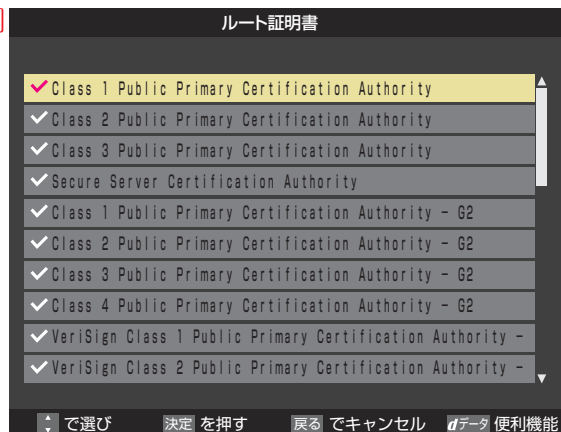 ルート証明書
Class 1 Public Primary Certification Authority
Class 2 Public Primary Certification Authority
Class 3 Public Primary Certification Authority
Secure Server Certification Authority
Class 1 Public Primary Certification Authority - G2
Class 2 Public Primary Certification Authority - G2
Class 3 Public Primary Certification Authority - G2
Class 4 Public Primary Certification Authority - G2
VeriSign Class 1 Public Primary Certification Authority -
VeriSign Class 2 Public Primary Certification Authority -
で選び 決定 を押す 戻る でキャンセル dデータ 便利機能